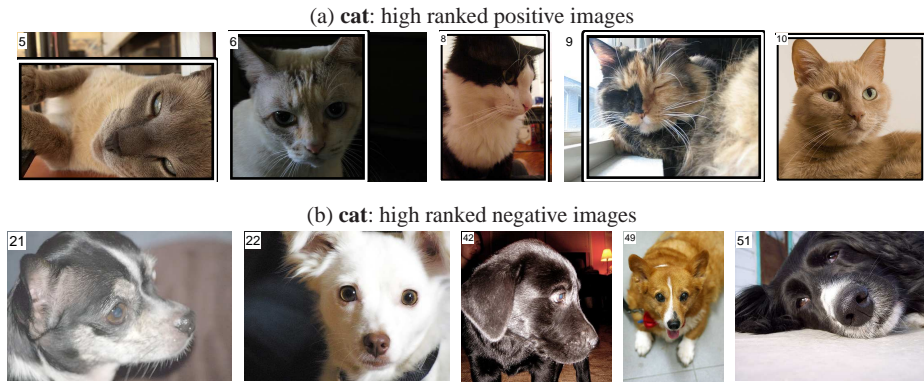 (a) cat: high ranked positive images
5 6 8 9 10
(b) cat: high ranked negative images
21 22 42 49 51